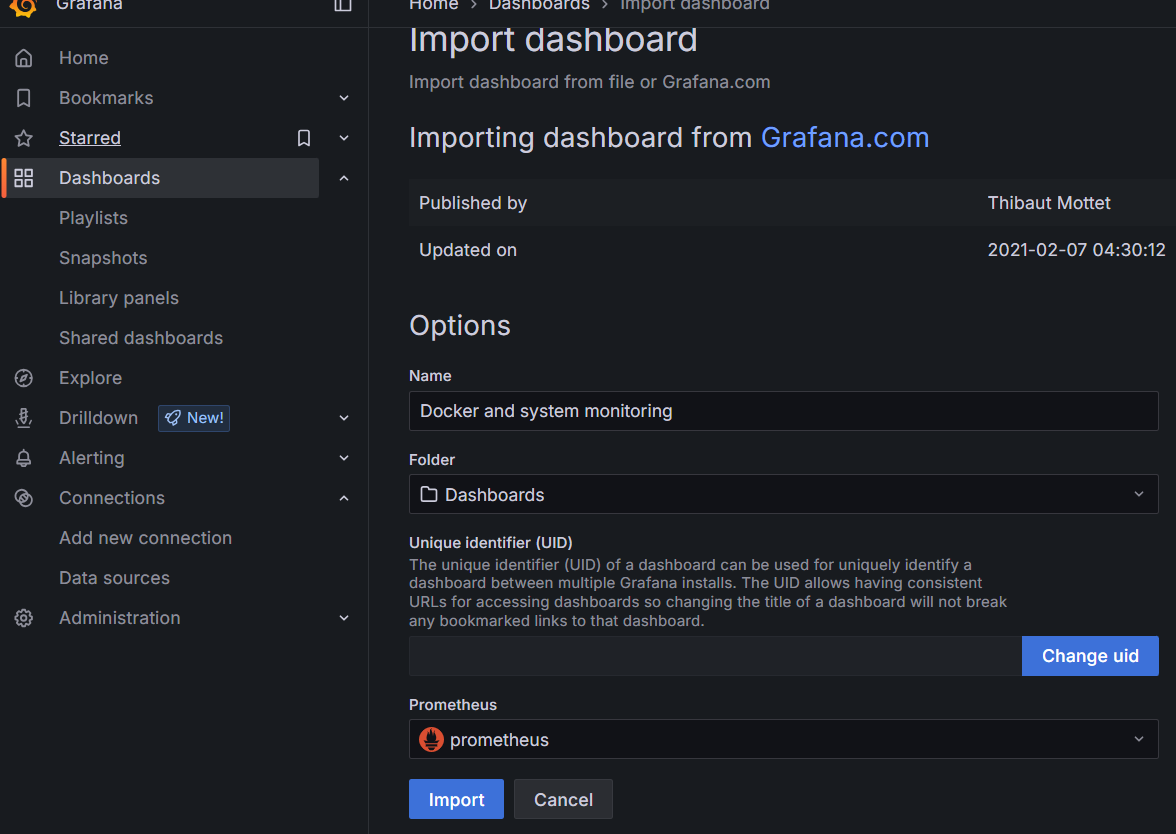 Grafana
Home
Bookmarks
Starred
Dashboards
Playlists
Snapshots
Library panels
Shared dashboards
Explore
Drilldown New!
Alerting
Connections
Add new connection
Data sources
Administration
Home › Dashboards › Import dashboard
Import dashboard
Import dashboard from file or Grafana.com
Importing dashboard from Grafana.com
Published by Thibaut Mottet
Updated on 2021-02-07 04:30:12
Options
Name
Docker and system monitoring
Folder
Dashboards
Unique identifier (UID)
The unique identifier (UID) of a dashboard can be used for uniquely identify a
dashboard between multiple Grafana installs. The UID allows having consistent
URLs for accessing dashboards so changing the title of a dashboard will not break
any bookmarked links to that dashboard.
Change uid
Prometheus
prometheus
Import Cancel